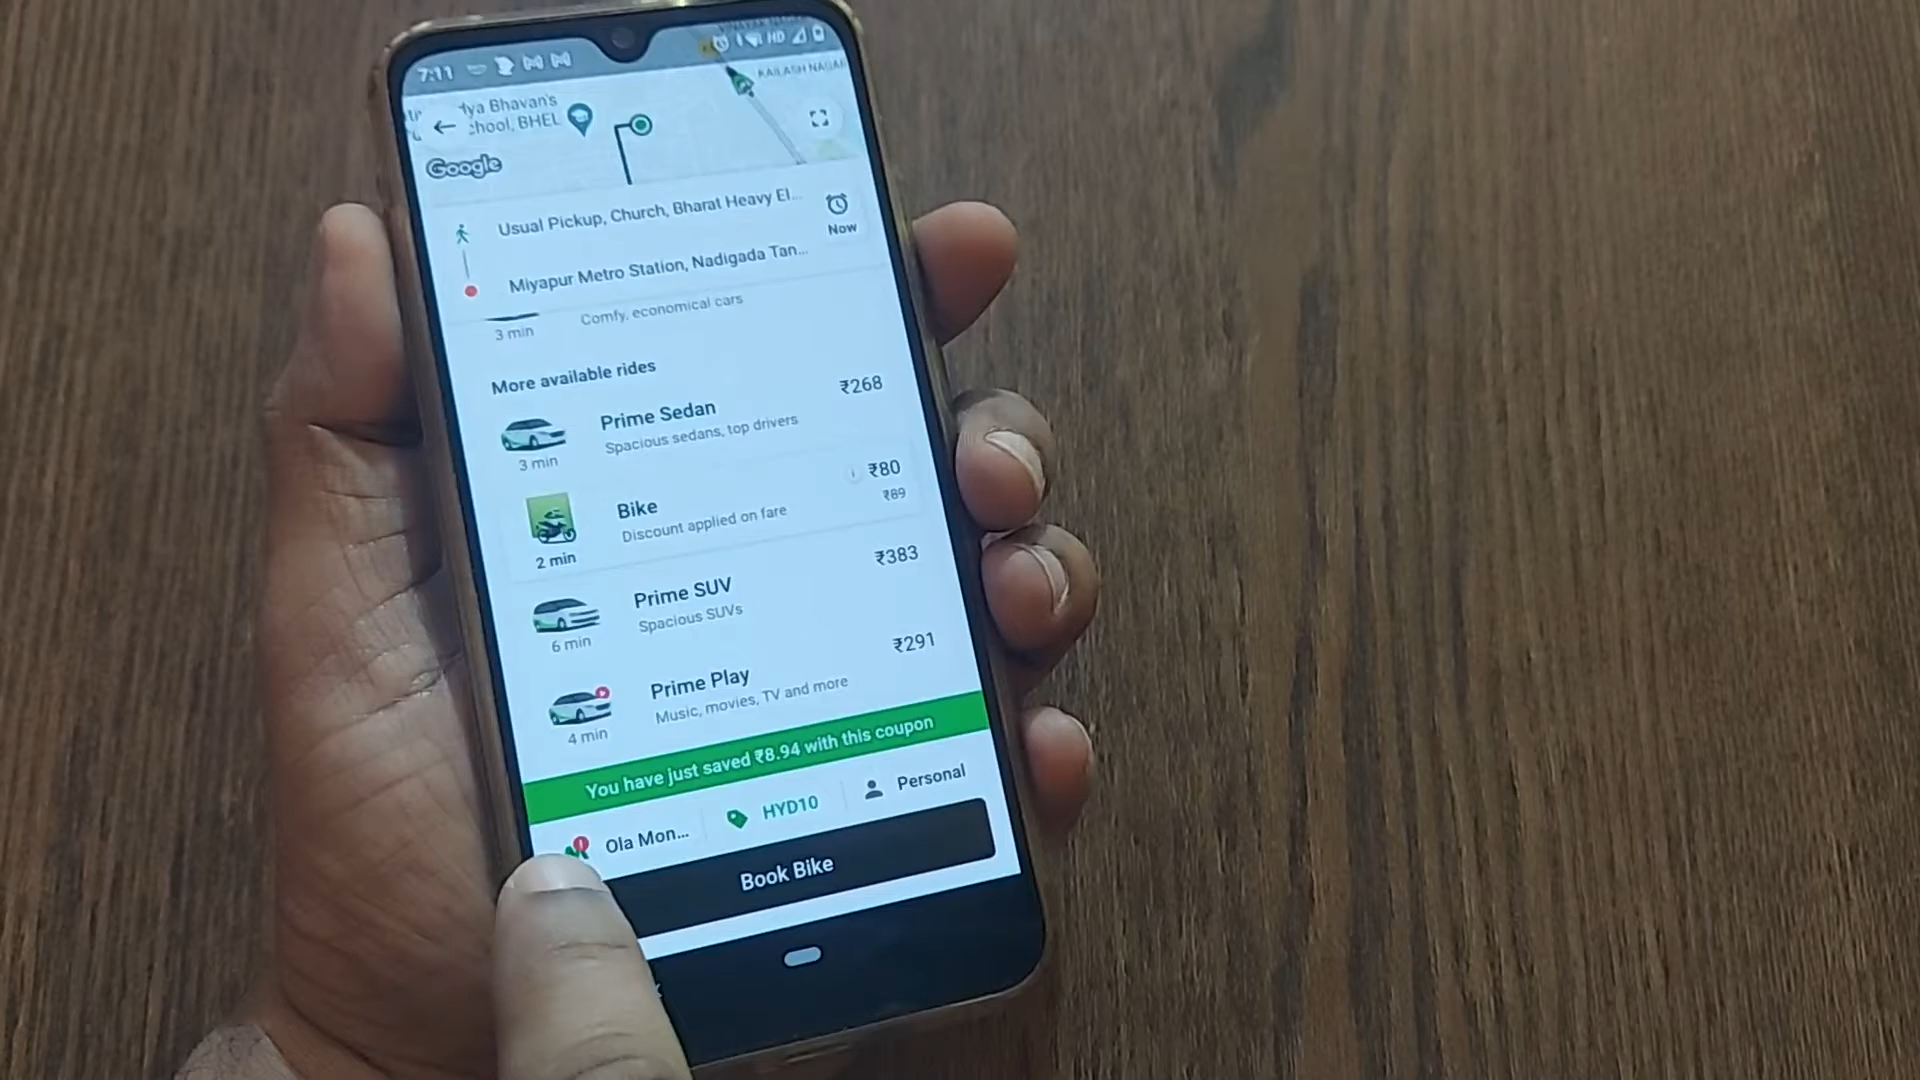 7:11
HD
KAILASH NAGAR
dya Bhavan's
hool, BHEL
Google
Usual Pickup, Church, Bharat Heavy El...
Now
Miyapur Metro Station, Nadigada Tan...
3 min
Comfy, economical cars
More available rides
Prime Sedan
₹268
Spacious sedans, top drivers
3 min
Bike
₹80
Discount applied on fare
₹89
2 min
Prime SUV
₹383
Spacious SUVs
6 min
Prime Play
₹291
Music, movies, TV and more
4 min
You have just saved ₹8.94 with this coupon
Ola Mon...
HYD10
Personal
Book Bike